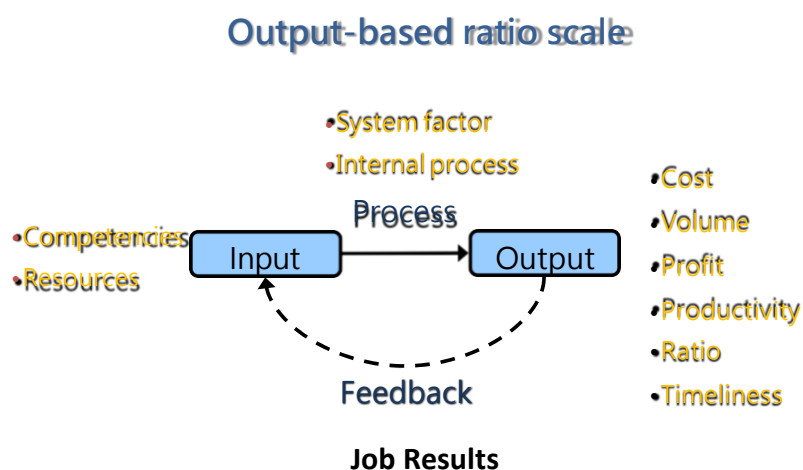 Output-based ratio scale
•System factor
•Internal process
Process
•Competencies
•Resources
Input
Output
•Cost
•Volume
•Profit
•Productivity
•Ratio
•Timeliness
Feedback
Job Results